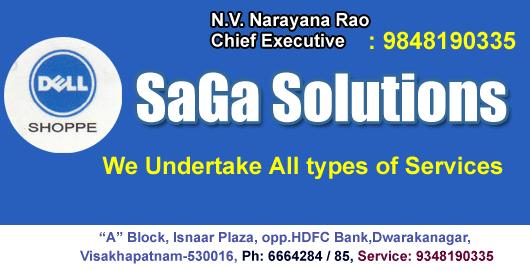 N.V. Narayana Rao
Chief Executive : 9848190335
DELL
SHOPPE
SaGa Solutions
We Undertake All types of Services
“A” Block, Isnaar Plaza, opp.HDFC Bank,Dwarakanagar,
Visakhapatnam-530016, Ph: 6664284 / 85, Service: 9348190335